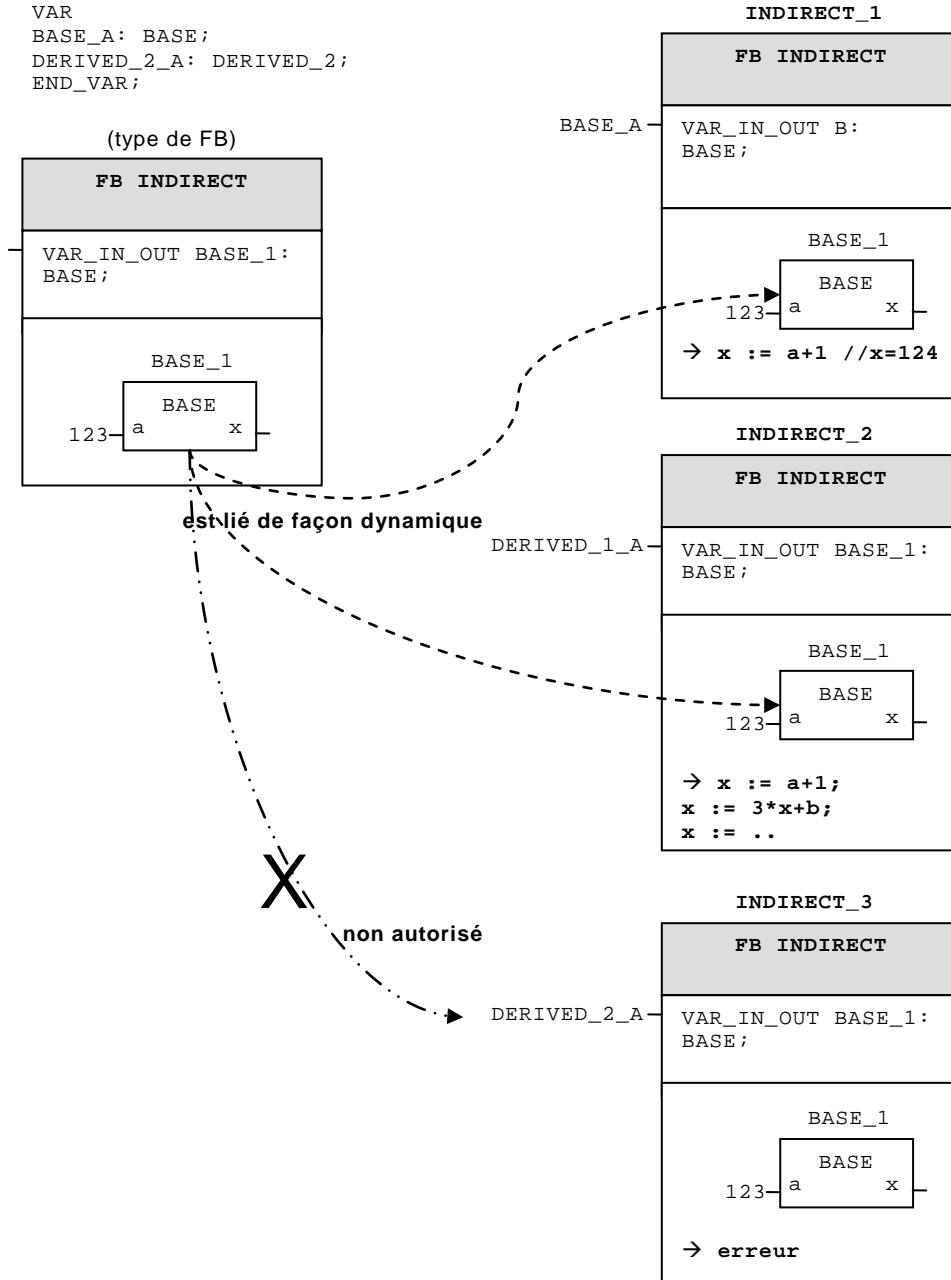 VAR
BASE_A: BASE;
DERIVED_2_A: DERIVED_2;
END_VAR;
(type de FB)
FB INDIRECT
VAR_IN_OUT BASE_1:
BASE;
BASE_1
BASE
123 a x
est lié de façon dynamique
non autorisé
X
INDIRECT_1
FB INDIRECT
BASE_A
VAR_IN_OUT B:
BASE;
BASE_1
BASE
123 a x
→ x := a+1 //x=124
INDIRECT_2
FB INDIRECT
DERIVED_1_A
VAR_IN_OUT BASE_1:
BASE;
BASE_1
BASE
123 a x
→ x := a+1;
x := 3*x+b;
x := ..
INDIRECT_3
FB INDIRECT
DERIVED_2_A
VAR_IN_OUT BASE_1:
BASE;
BASE_1
BASE
123 a x
→ erreur